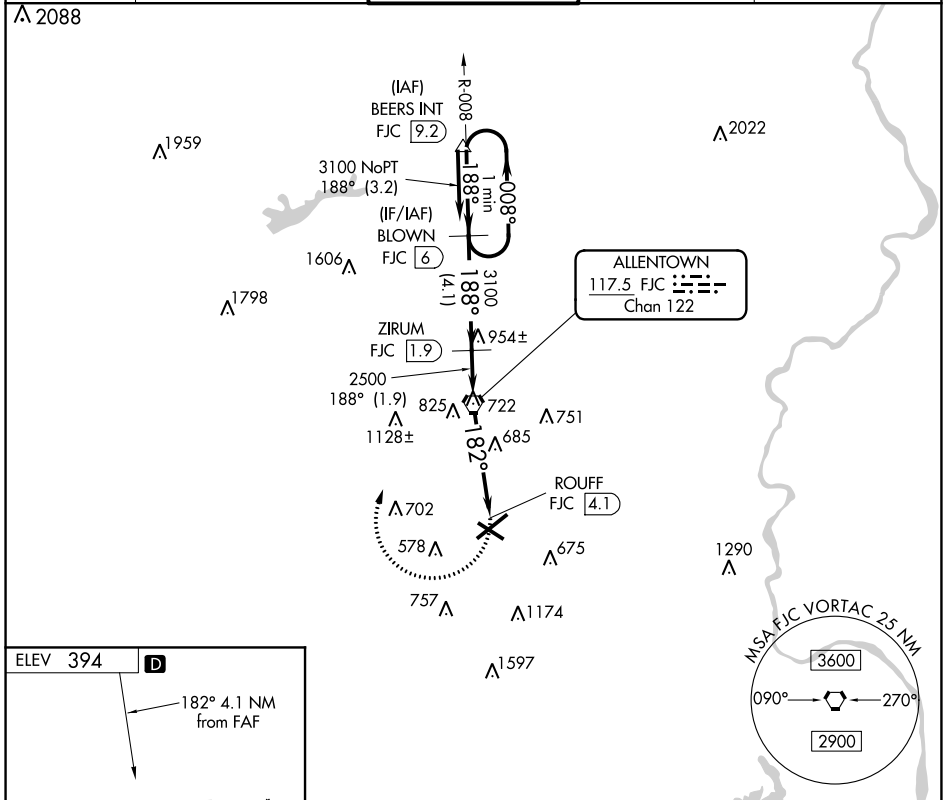 2088
R-008
(IAF)
BEERS INT
FJC 9.2
1959
2022
3100 NoPT
188° (3.2)
188°
1 min
008°
(IF/IAF)
BLOWN
FJC 6
1606
1798
3100
188°
(4.1)
ALLENTOWN
117.5 FJC
Chan 122
ZIRUM
FJC 1.9
954±
2500
188° (1.9)
825
722
751
1128±
182°
685
ROUFF
FJC 4.1
702
578
675
1290
757
1174
1597
MSA FJC VORTAC 25 NM
3600
090°
270°
2900
ELEV 394
D
182° 4.1 NM
from FAF